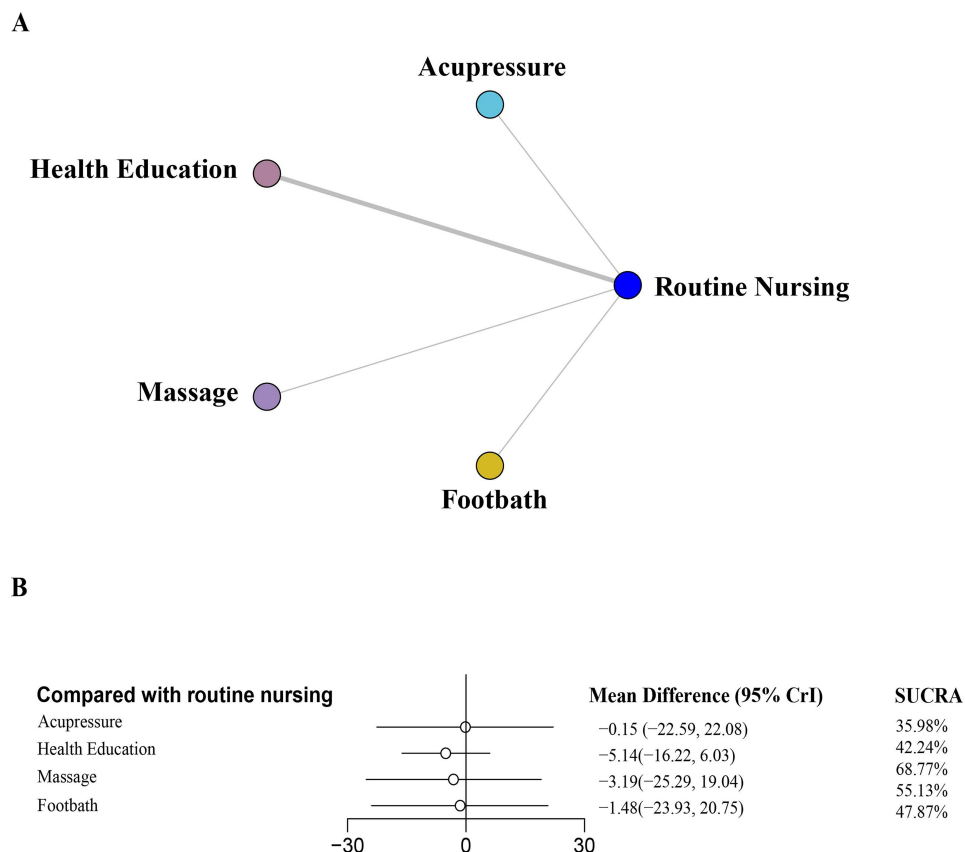 A
Acupressure
Health Education
Routine Nursing
Massage
Footbath
B
Compared with routine nursing Mean Difference (95% CrI) SUCRA
Acupressure −0.15 (−22.59, 22.08) 35.98%
Health Education −5.14(−16.22, 6.03) 42.24%
Massage −3.19(−25.29, 19.04) 68.77%
Footbath −1.48(−23.93, 20.75) 55.13%
47.87%
−30 0 30